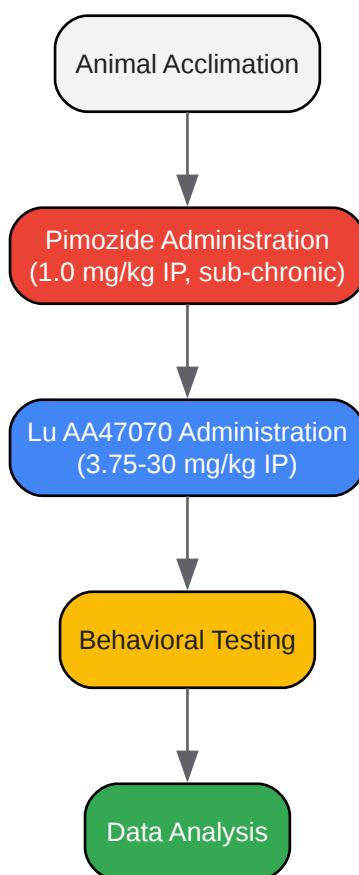 Animal Acclimation
Pimozide Administration
(1.0 mg/kg IP, sub-chronic)
Lu AA47070 Administration
(3.75-30 mg/kg IP)
Behavioral Testing
Data Analysis